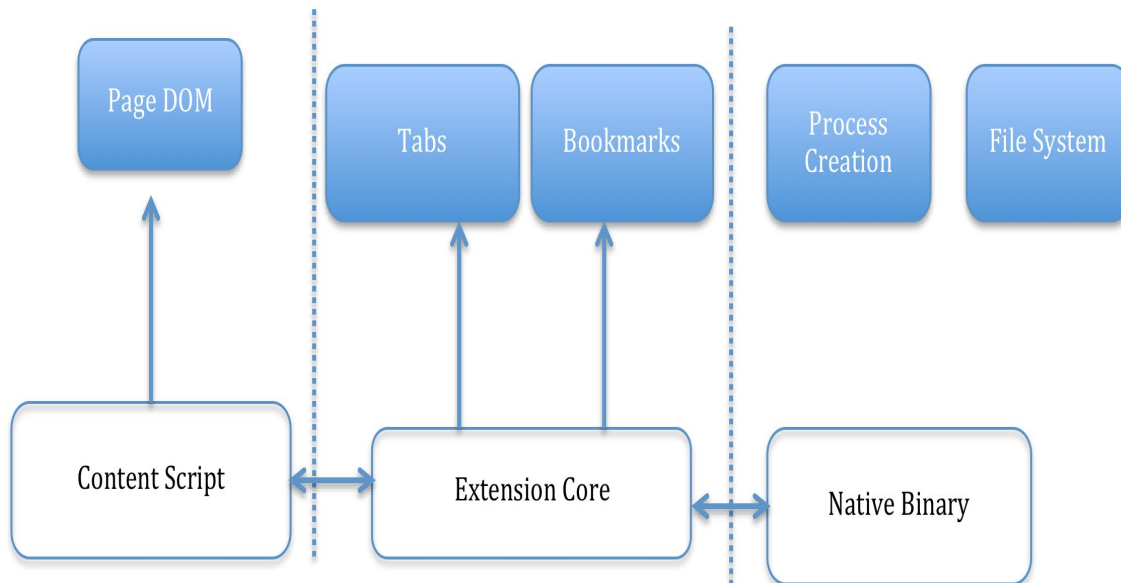 Page DOM
Tabs
Bookmarks
Process
Creation
File System
Content Script
Extension Core
Native Binary